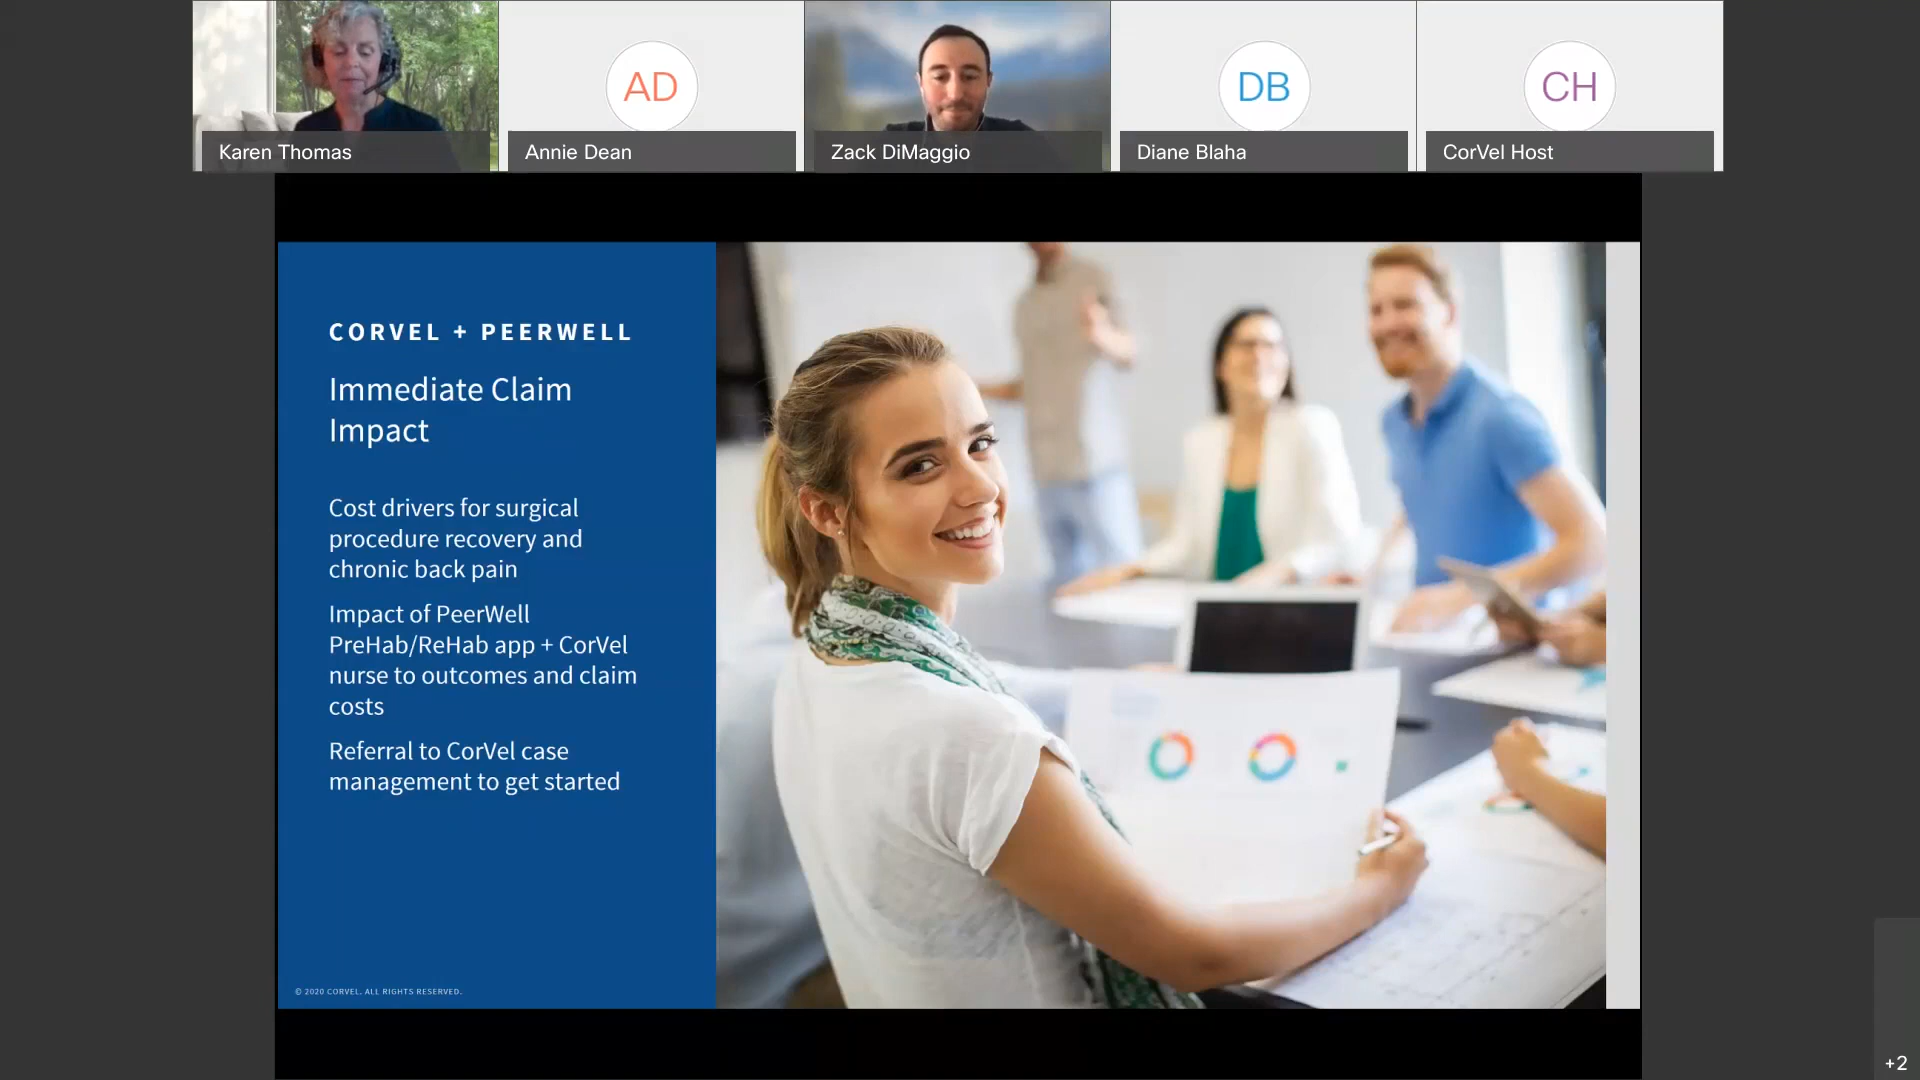 AD
DB
CH
Karen Thomas
Annie Dean
Zack DiMaggio
Diane Blaha
CorVel Host
CORVEL + PEERWELL
Immediate Claim
Impact
Cost drivers for surgical
procedure recovery and
chronic back pain
Impact of PeerWell
PreHab/ReHab app + CorVel
nurse to outcomes and claim
costs
Referral to CorVel case
management to get started
© 2020 CORVEL. ALL RIGHTS RESERVED.
+2